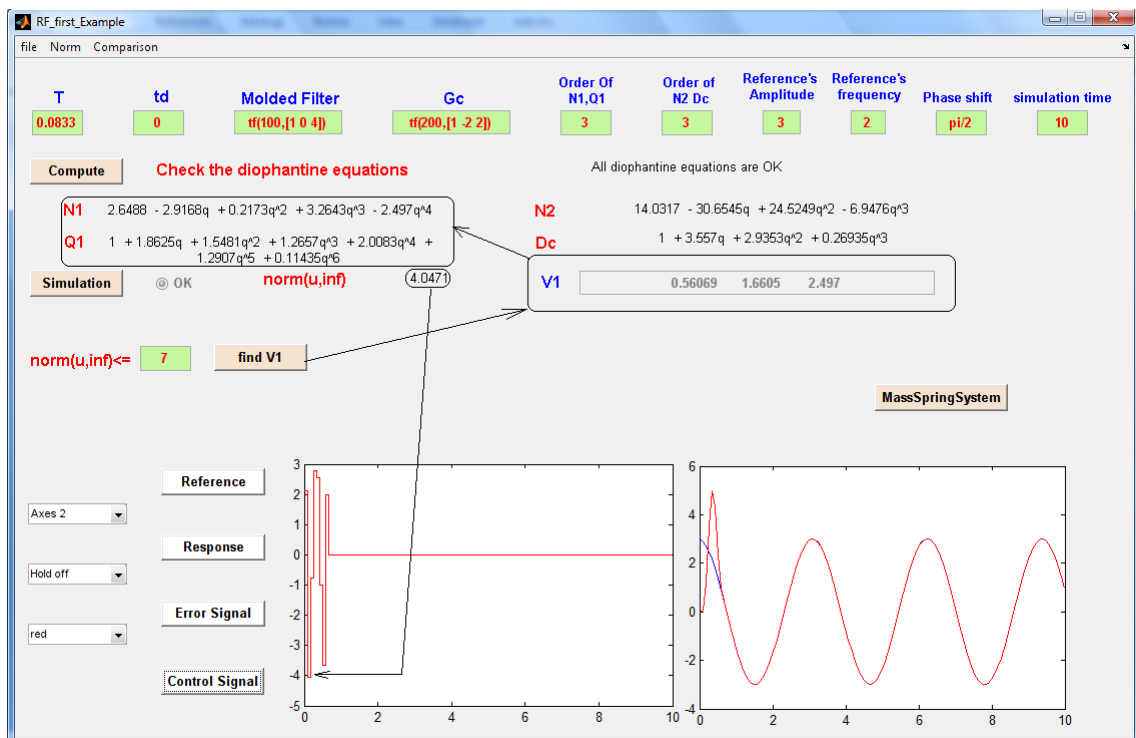 RF_first_Example
file Norm Comparison
T
td
Molded Filter
Gc
Order Of
N1,Q1
Order of
N2 Dc
Reference's
Amplitude
Reference's
frequency
Phase shift
simulation time
0.0833
0
tf(100,[1 0 4])
tf(200,[1 -2 2])
3
3
3
2
pi/2
10
Compute
Check the diophantine equations
All diophantine equations are OK
N1 2.6488 - 2.9168q + 0.2173q^2 + 3.2643q^3 - 2.497q^4
N2 14.0317 - 30.6545q + 24.5249q^2 - 6.9476q^3
Q1 1 + 1.8625q + 1.5481q^2 + 1.2657q^3 + 2.0083q^4 +
1.2907q^5 + 0.11435q^6
Dc 1 + 3.557q + 2.9353q^2 + 0.26935q^3
Simulation
OK
norm(u,inf)
4.0471
V1 0.56069 1.6605 2.497
norm(u,inf)<= 7
find V1
MassSpringSystem
Reference
Axes 2
Response
Hold off
Error Signal
red
Control Signal
3
2
1
0
-1
-2
-3
-4
-5
0 2 4 6 8 10
6
4
2
0
-2
-4
0 2 4 6 8 10